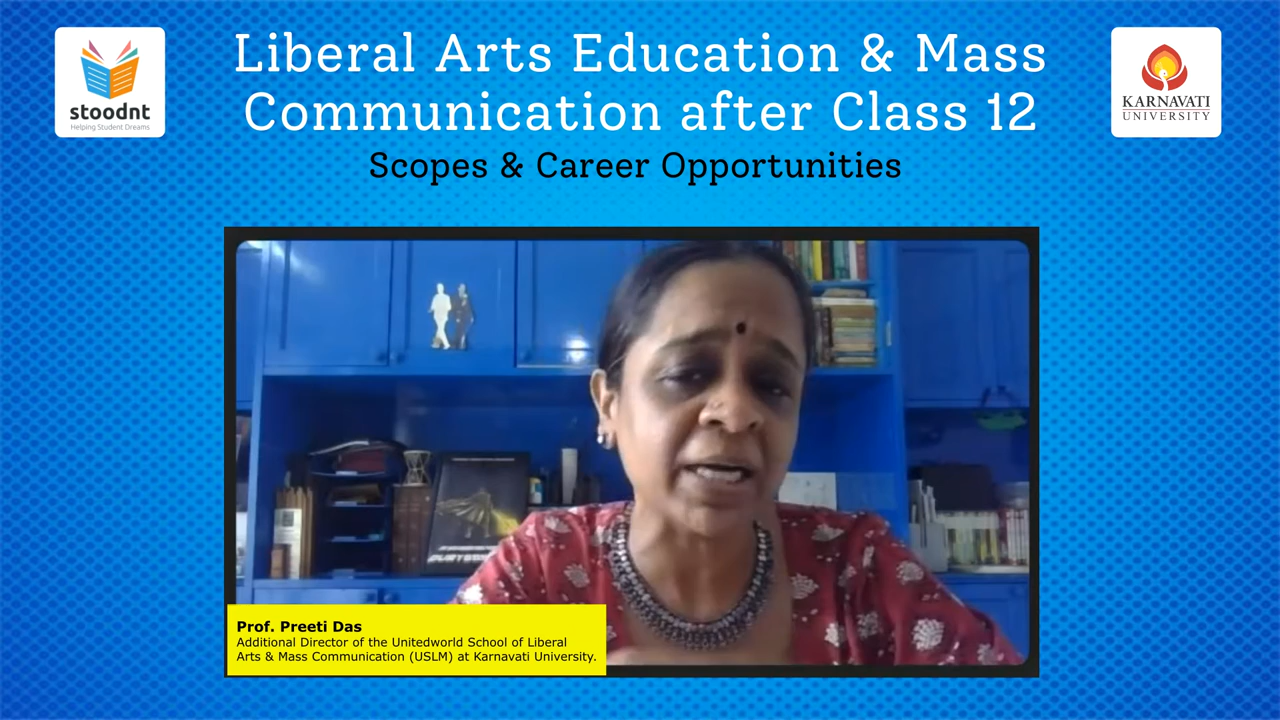 Liberal Arts Education & Mass
Communication after Class 12
Scopes & Career Opportunities
stoodnt
Helping Student Dreams
KARNAVATI
UNIVERSITY
Prof. Preeti Das
Additional Director of the Unitedworld School of Liberal
Arts & Mass Communication (USLM) at Karnavati University.